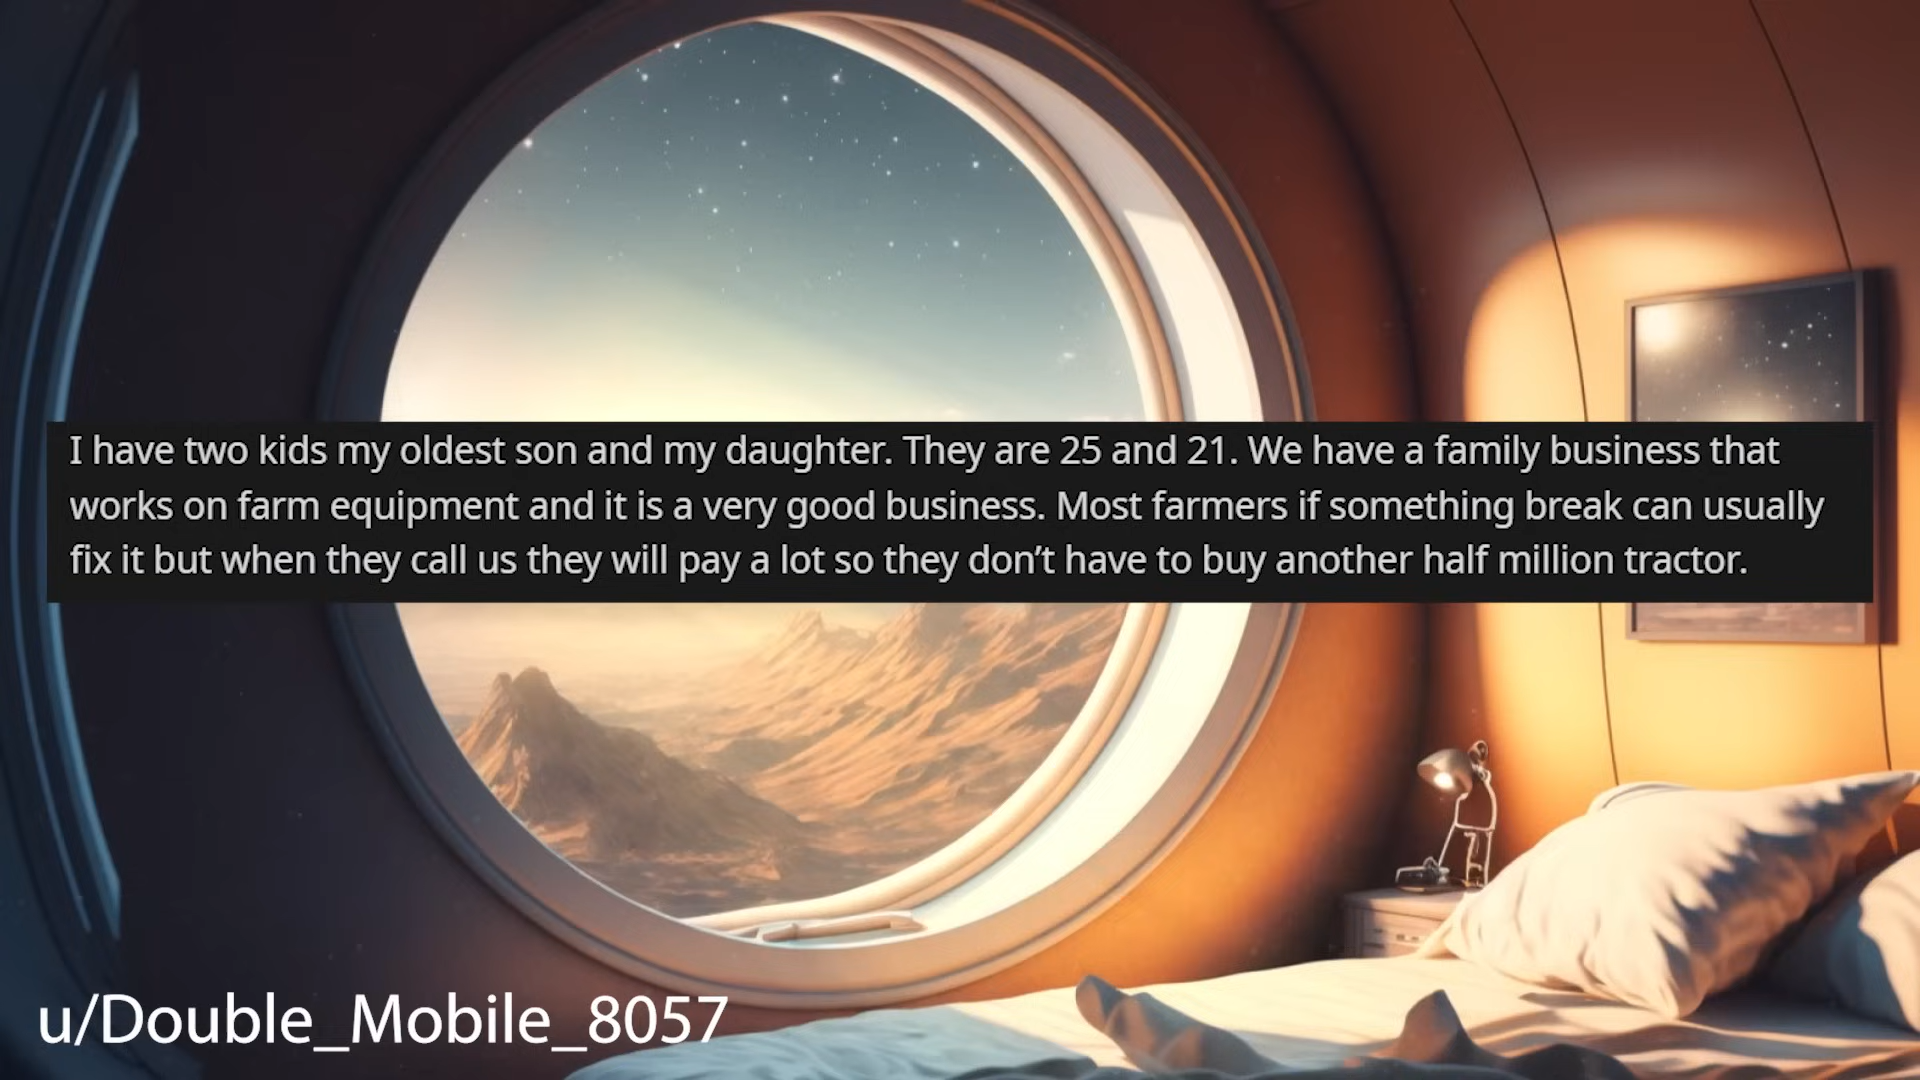 I have two kids my oldest son and my daughter. They are 25 and 21. We have a family business that
works on farm equipment and it is a very good business. Most farmers if something break can usually
fix it but when they call us they will pay a lot so they don’t have to buy another half million tractor.
u/Double_Mobile_8057